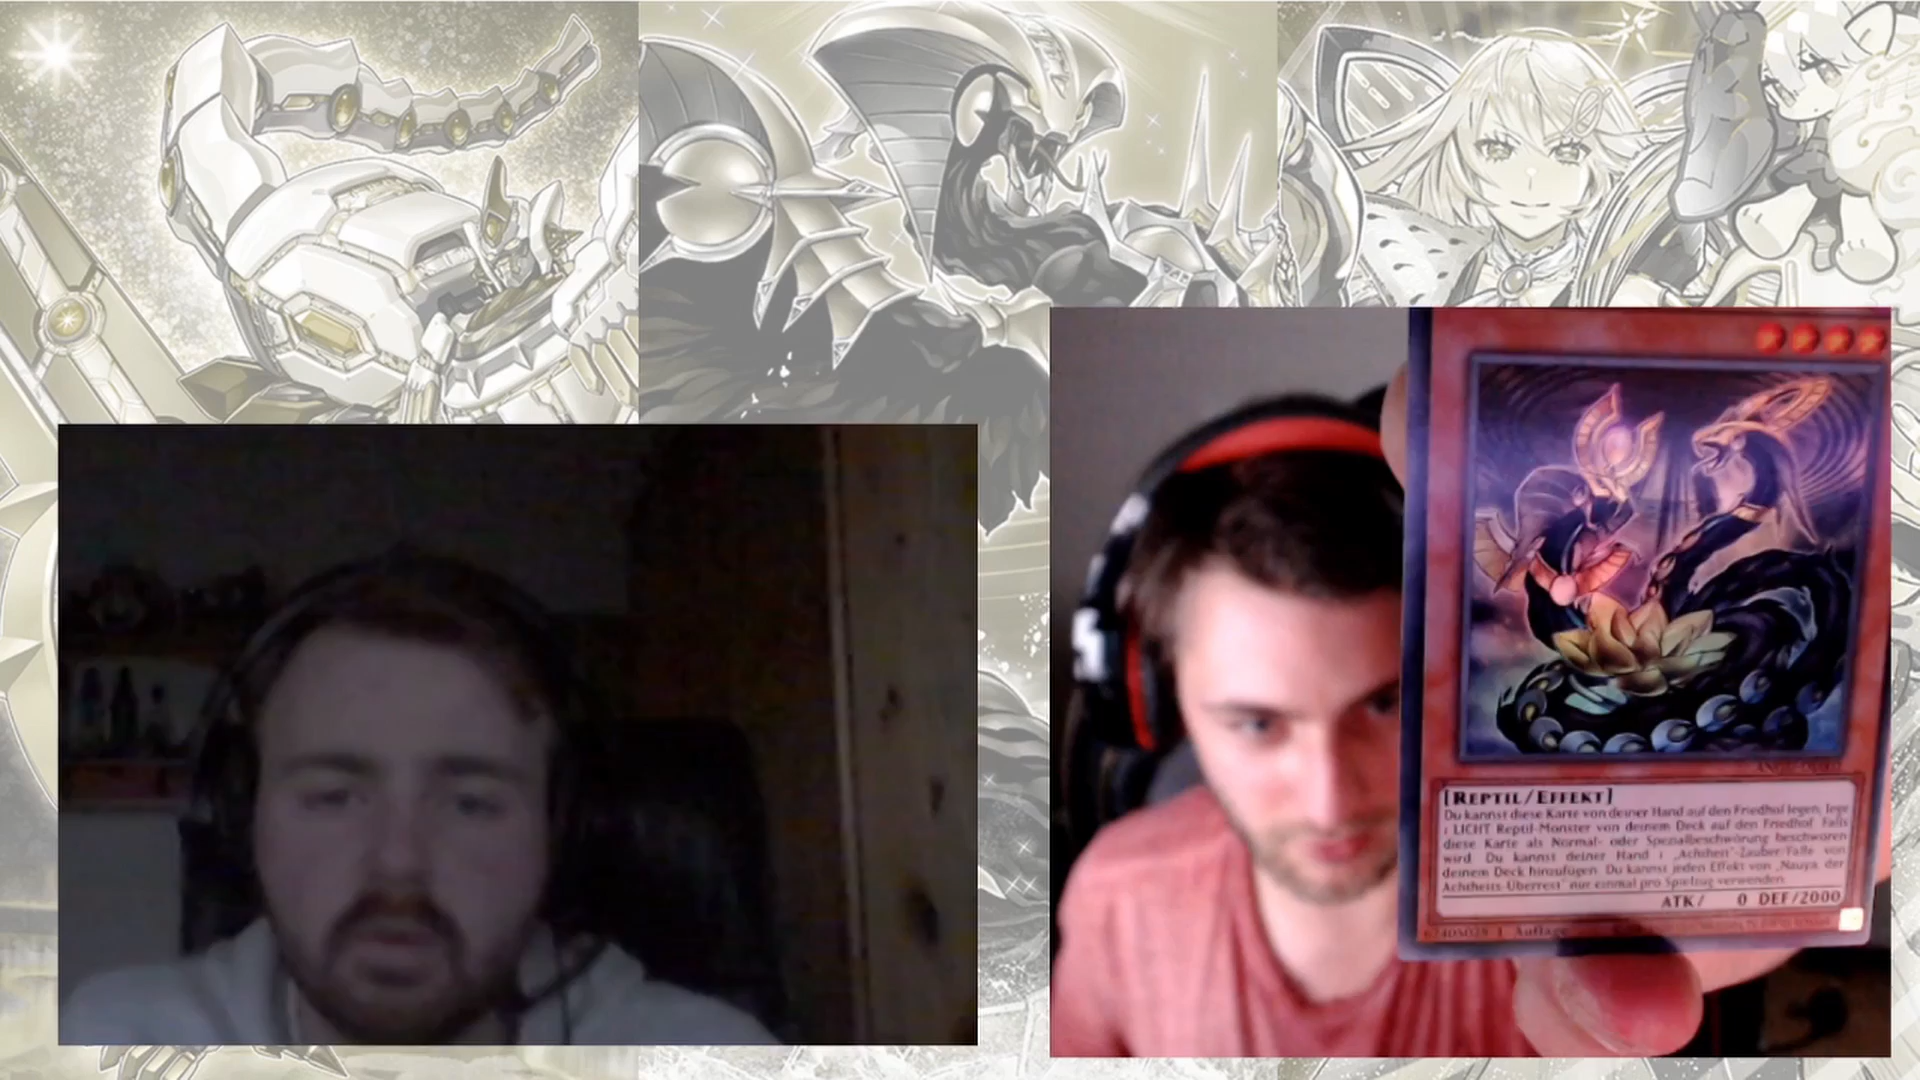 [REPTIL/EFFEKT]
Du kannst diese Karte von deiner Hand auf den Friedhof legen; lege
1 LICHT Reptil-Monster von deinem Deck auf den Friedhof. Falls
diese Karte als Normal- oder Spezialbeschwörung beschworen
wird: Du kannst deiner Hand 1 „Achtheit“-Zauber/Falle von
deinem Deck hinzufügen. Du kannst jeden Effekt von „Nauya, der
Achtheits-Überrest“ nur einmal pro Spielzug verwenden.
ATK/ 0 DEF/2000
1. Auflage